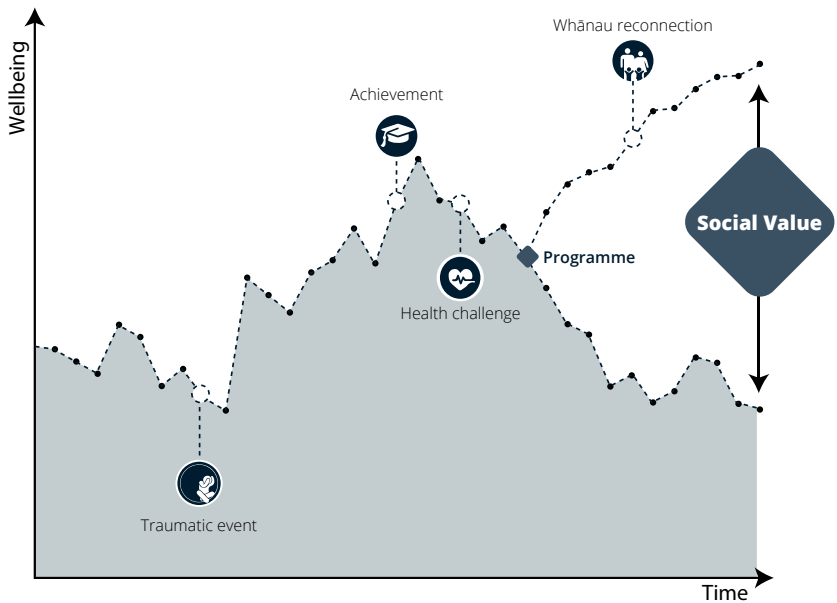 Whānau reconnection
Wellbeing
Achievement
Social Value
Programme
Health challenge
Traumatic event
Time